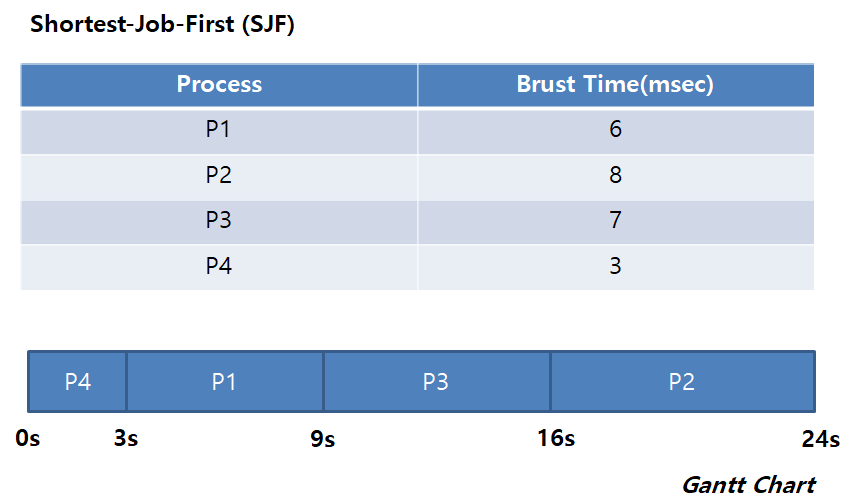 Shortest-Job-First (SJF)
Process Brust Time(msec)
P1 6
P2 8
P3 7
P4 3
P4 P1 P3 P2
0s 3s 9s 16s 24s
Gantt Chart